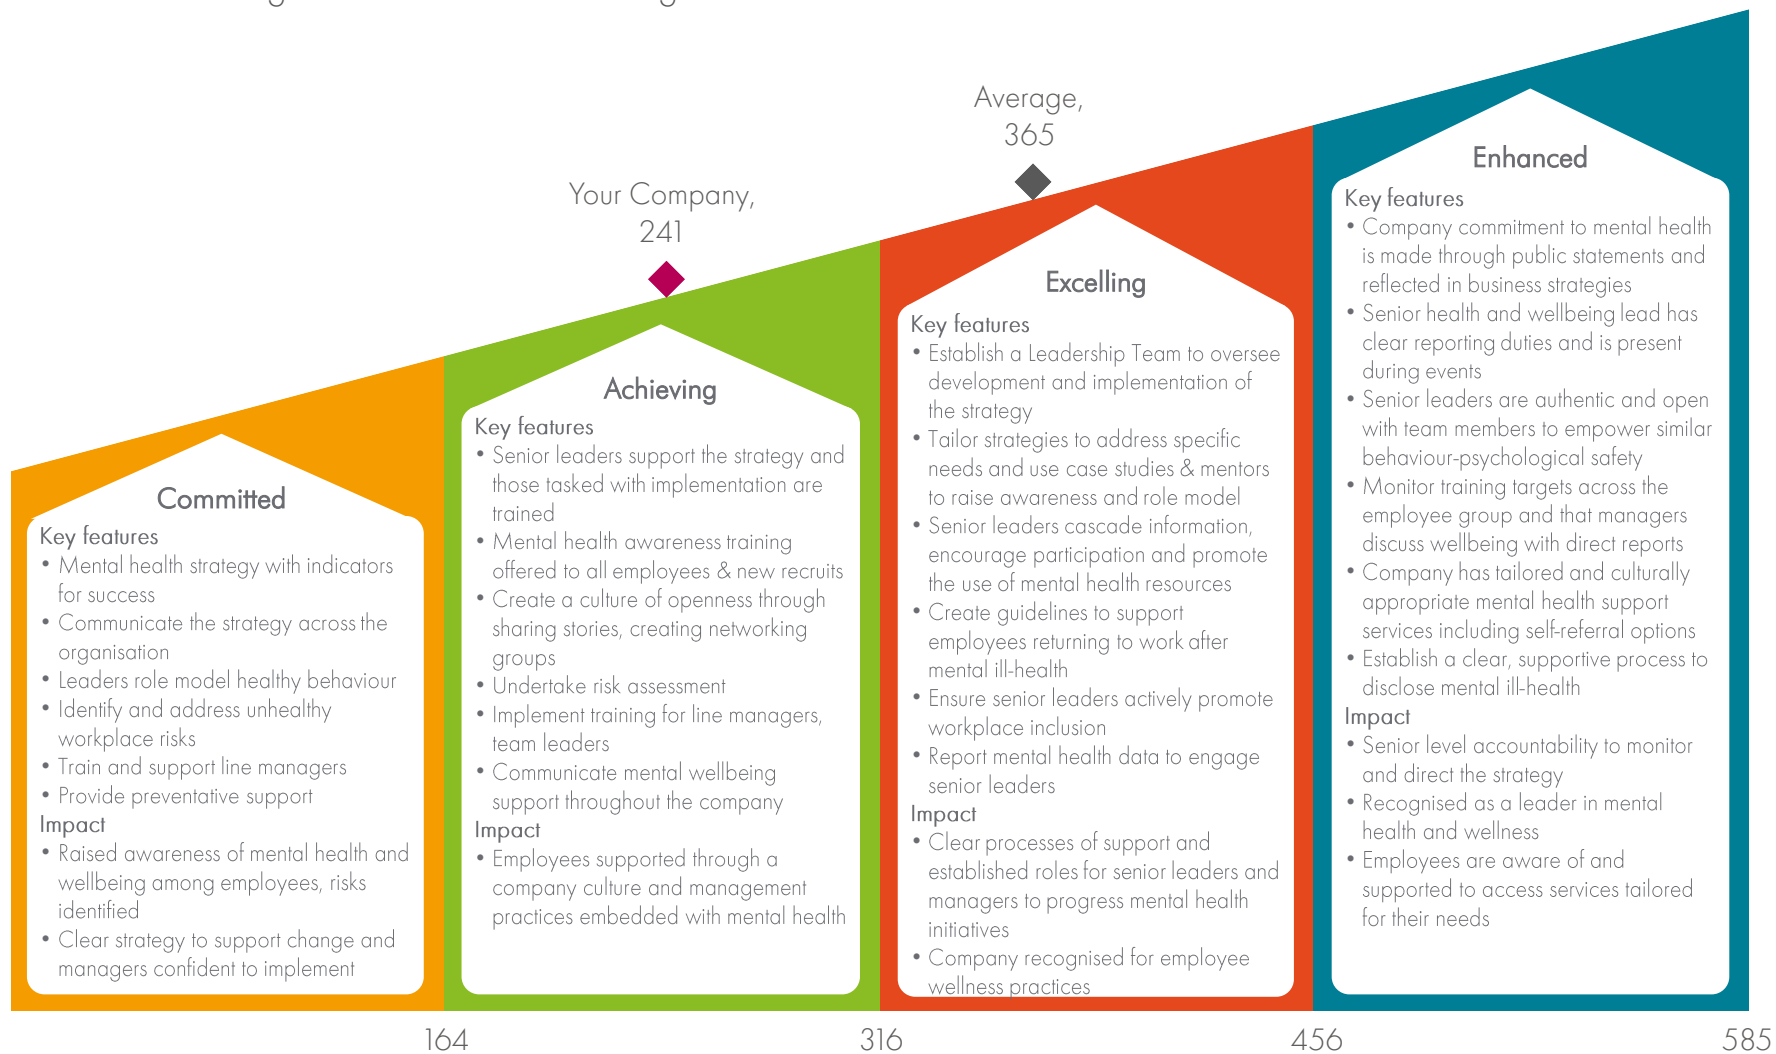 Average,
365
Your Company,
241
Committed
Key features
• Mental health strategy with indicators
for success
• Communicate the strategy across the
organisation
• Leaders role model healthy behaviour
• Identify and address unhealthy
workplace risks
• Train and support line managers
• Provide preventative support
Impact
• Raised awareness of mental health and
wellbeing among employees, risks
identified
• Clear strategy to support change and
managers confident to implement
Achieving
Key features
• Senior leaders support the strategy and
those tasked with implementation are
trained
• Mental health awareness training
offered to all employees & new recruits
• Create a culture of openness through
sharing stories, creating networking
groups
• Undertake risk assessment
• Implement training for line managers,
team leaders
• Communicate mental wellbeing
support throughout the company
Impact
• Employees supported through a
company culture and management
practices embedded with mental health
Excelling
Key features
• Establish a Leadership Team to oversee
development and implementation of
the strategy
• Tailor strategies to address specific
needs and use case studies & mentors
to raise awareness and role model
• Senior leaders cascade information,
encourage participation and promote
the use of mental health resources
• Create guidelines to support
employees returning to work after
mental ill-health
• Ensure senior leaders actively promote
workplace inclusion
• Report mental health data to engage
senior leaders
Impact
• Clear processes of support and
established roles for senior leaders and
managers to progress mental health
initiatives
• Company recognised for employee
wellness practices
Enhanced
Key features
• Company commitment to mental health
is made through public statements and
reflected in business strategies
• Senior health and wellbeing lead has
clear reporting duties and is present
during events
• Senior leaders are authentic and open
with team members to empower similar
behaviour-psychological safety
• Monitor training targets across the
employee group and that managers
discuss wellbeing with direct reports
• Company has tailored and culturally
appropriate mental health support
services including self-referral options
• Establish a clear, supportive process to
disclose mental ill-health
Impact
• Senior level accountability to monitor
and direct the strategy
• Recognised as a leader in mental
health and wellness
• Employees are aware of and
supported to access services tailored
for their needs
164
316
456
585